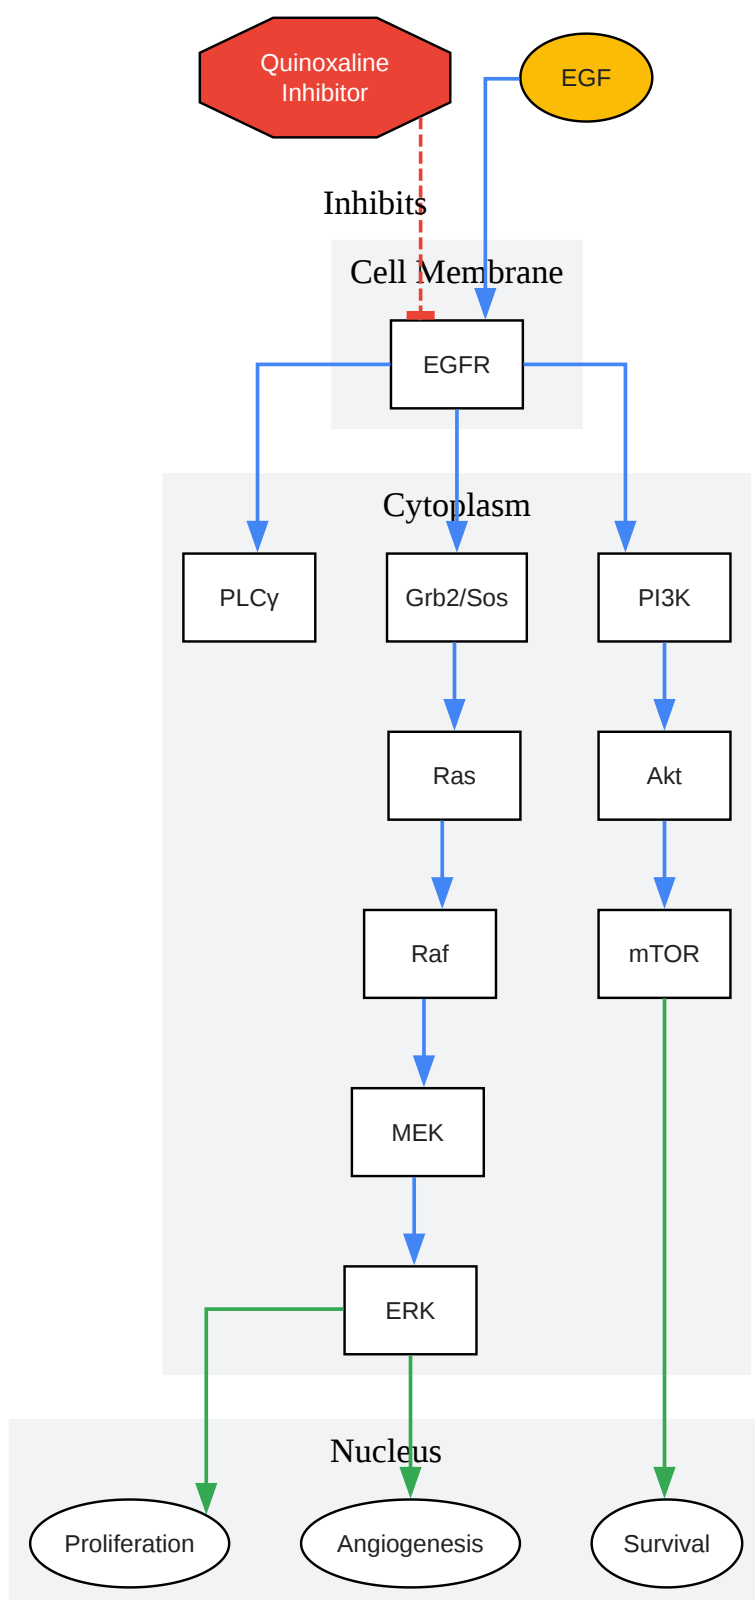 Quinoxaline
Inhibitor
EGF
Inhibits
Cell Membrane
EGFR
Cytoplasm
PLCγ
Grb2/Sos
PI3K
Ras
Akt
Raf
mTOR
MEK
ERK
Nucleus
Proliferation
Angiogenesis
Survival